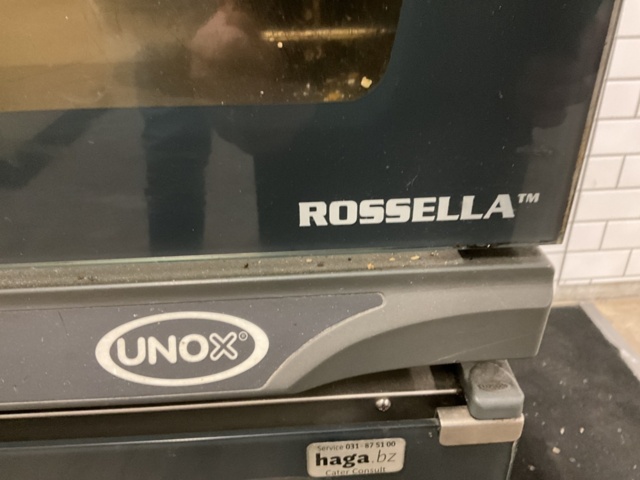 ROSSELLA™
UNOX®
Service 031 - 87 51 00
haga.bz
Cater Consult